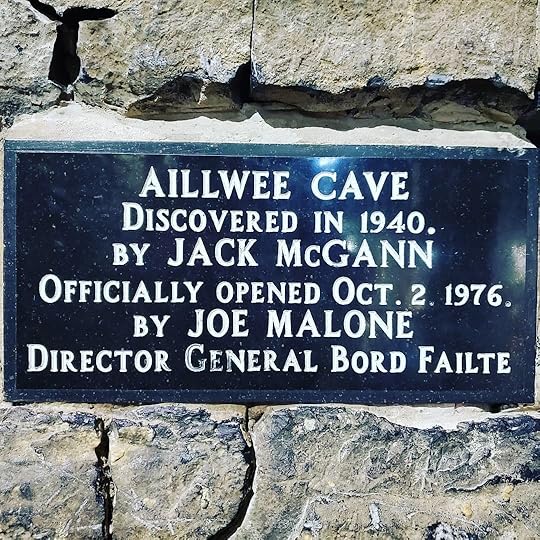 AILLWEE CAVE
DISCOVERED IN 1940.
BY JACK McGANN
OFFICIALLY OPENED OCT. 2. 1976.
BY JOE MALONE
DIRECTOR GENERAL BORD FAILTE